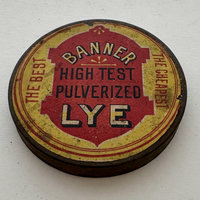 BANNER
HIGH TEST
PULVERIZED
LYE
THE BEST
THE CHEAPEST